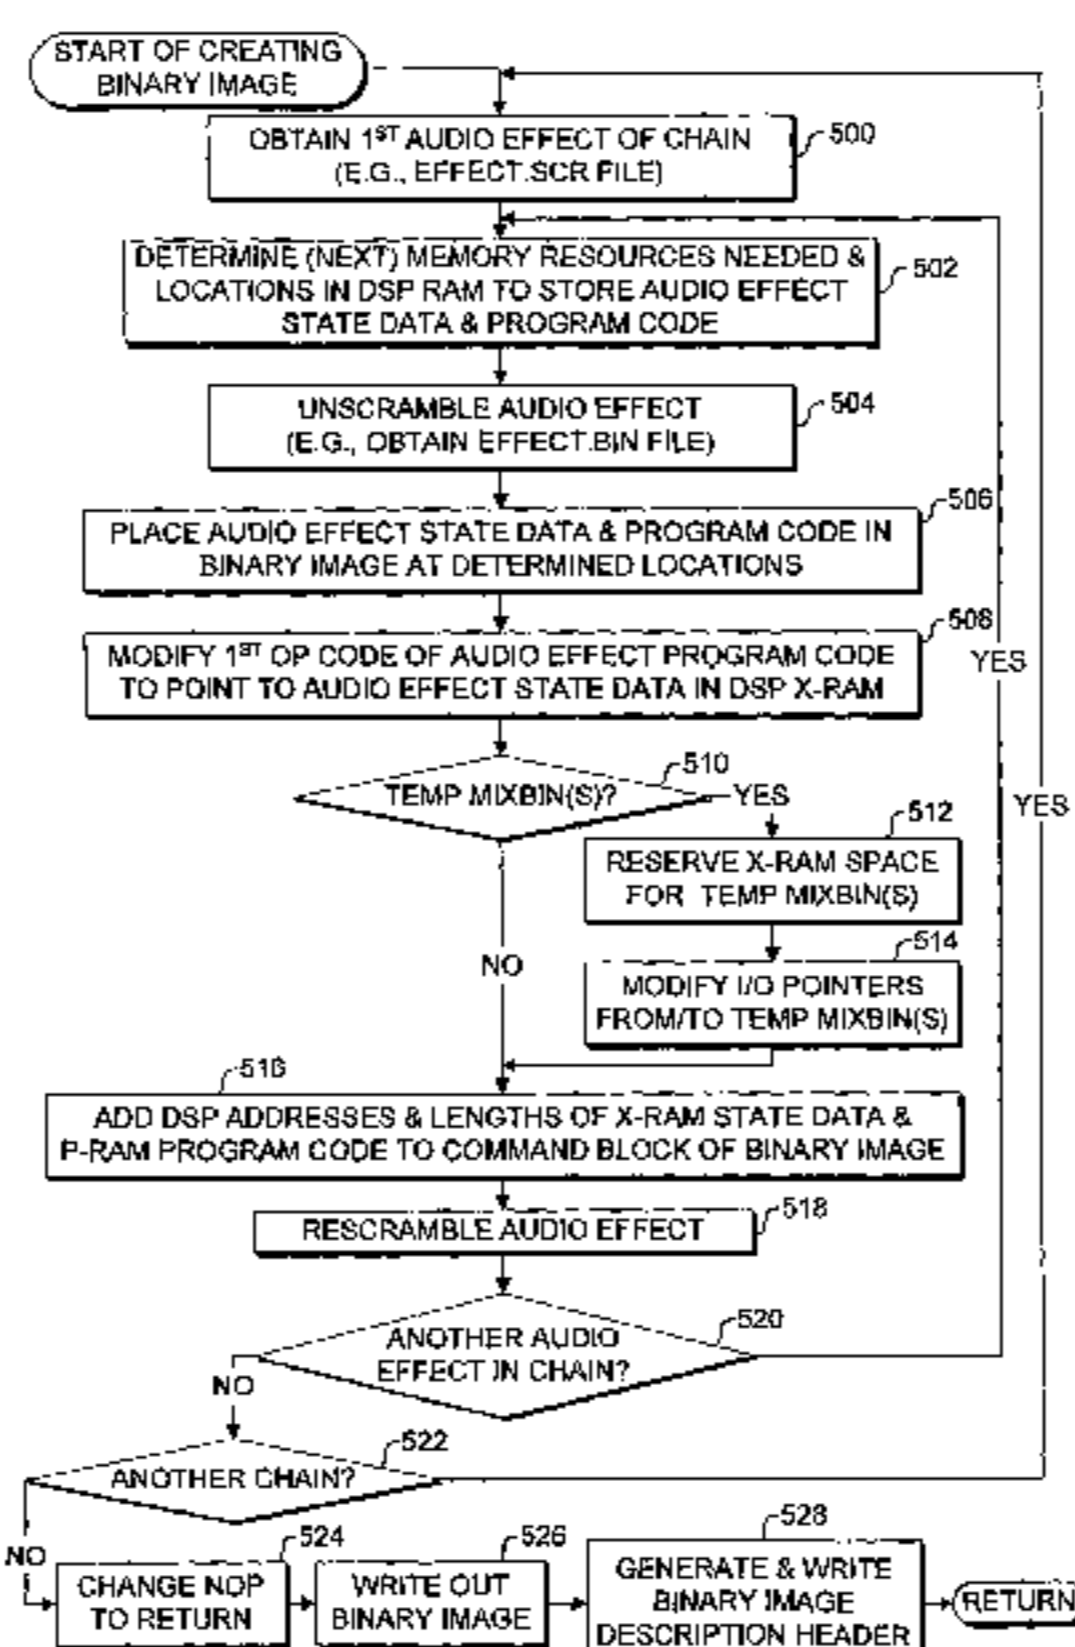 START OF CREATING
BINARY IMAGE
OBTAIN 1ST AUDIO EFFECT OF CHAIN
(E.G., EFFECT.SCR FILE)
500
DETERMINE (NEXT) MEMORY RESOURCES NEEDED &
LOCATIONS IN DSP RAM TO STORE AUDIO EFFECT
STATE DATA & PROGRAM CODE
502
UNSCRAMBLE AUDIO EFFECT
(E.G., OBTAIN EFFECT.BIN FILE)
504
PLACE AUDIO EFFECT STATE DATA & PROGRAM CODE IN
BINARY IMAGE AT DETERMINED LOCATIONS
506
MODIFY 1ST OP CODE OF AUDIO EFFECT PROGRAM CODE
TO POINT TO AUDIO EFFECT STATE DATA IN DSP X-RAM
508
YES
TEMP MIXBIN(S)?
510
YES
YES
RESERVE X-RAM SPACE
FOR TEMP MIXBIN(S)
512
NO
MODIFY I/O POINTERS
FROM/TO TEMP MIXBIN(S)
514
516
ADD DSP ADDRESSES & LENGTHS OF X-RAM STATE DATA &
P-RAM PROGRAM CODE TO COMMAND BLOCK OF BINARY IMAGE
RESCRAMBLE AUDIO EFFECT
518
ANOTHER AUDIO
EFFECT IN CHAIN?
520
NO
ANOTHER CHAIN?
522
NO
CHANGE NOP
TO RETURN
524
WRITE OUT
BINARY IMAGE
526
GENERATE & WRITE
BINARY IMAGE
DESCRIPTION HEADER
528
RETURN